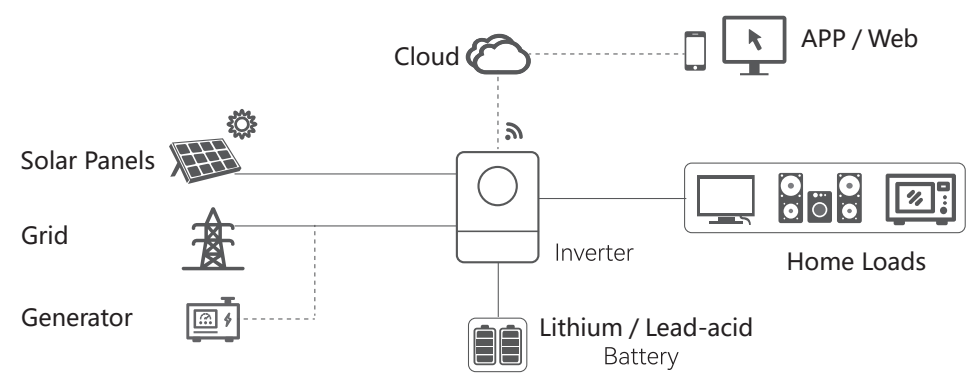 Cloud
APP / Web
Solar Panels
Grid
Inverter
Home Loads
Generator
Lithium / Lead-acid
Battery